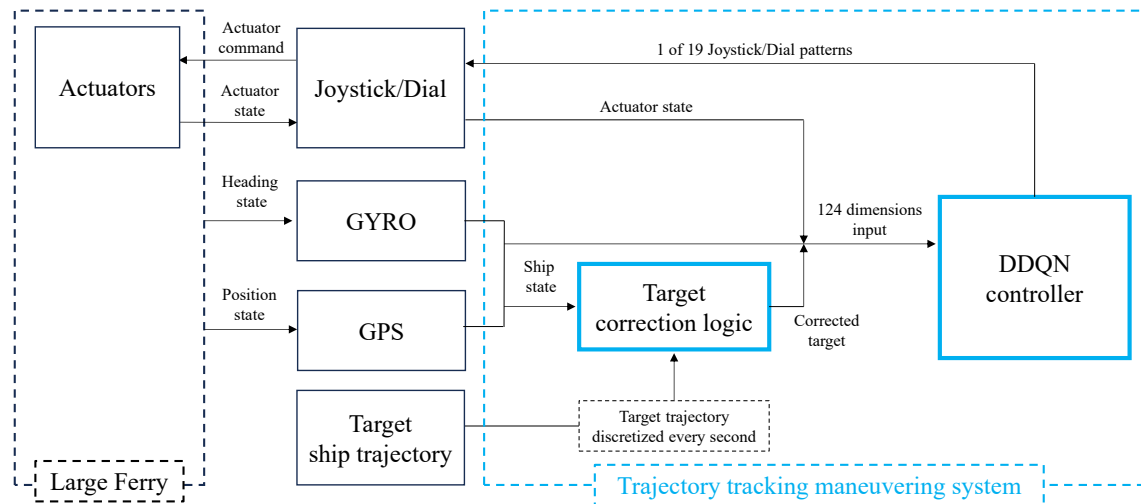 Actuator
command
1 of 19 Joystick/Dial patterns
Actuators
Joystick/Dial
Actuator
state
Actuator state
Heading
state
GYRO
124 dimensions
input
DDQN
controller
Ship
state
Target
correction logic
Position
state
GPS
Corrected
target
Target
ship trajectory
Target trajectory
discretized every second
Large Ferry
Trajectory tracking maneuvering system